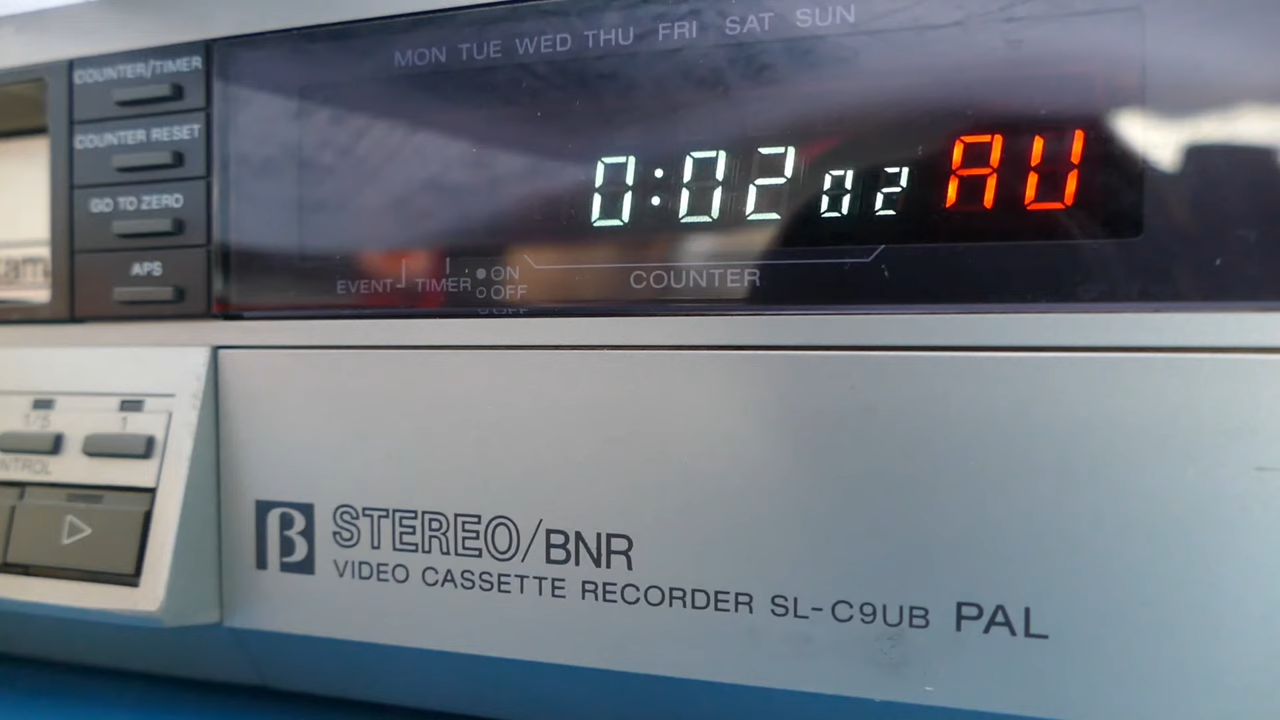 MON TUE WED THU FRI SAT SUN
COUNTER/TIMER
COUNTER RESET
GO TO ZERO
APS
0:02 02 AU
EVENT TIMER ON
OFF
COUNTER
1/5 1
β STEREO/BNR
VIDEO CASSETTE RECORDER SL-C9UB PAL